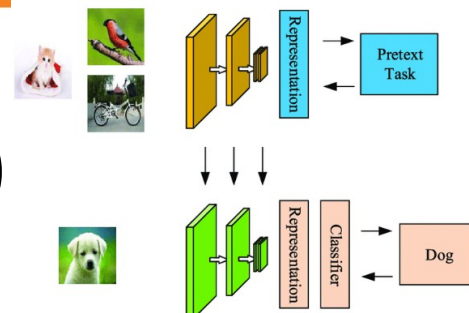 Representation
Pretext
Task
Representation
Classifier
Dog